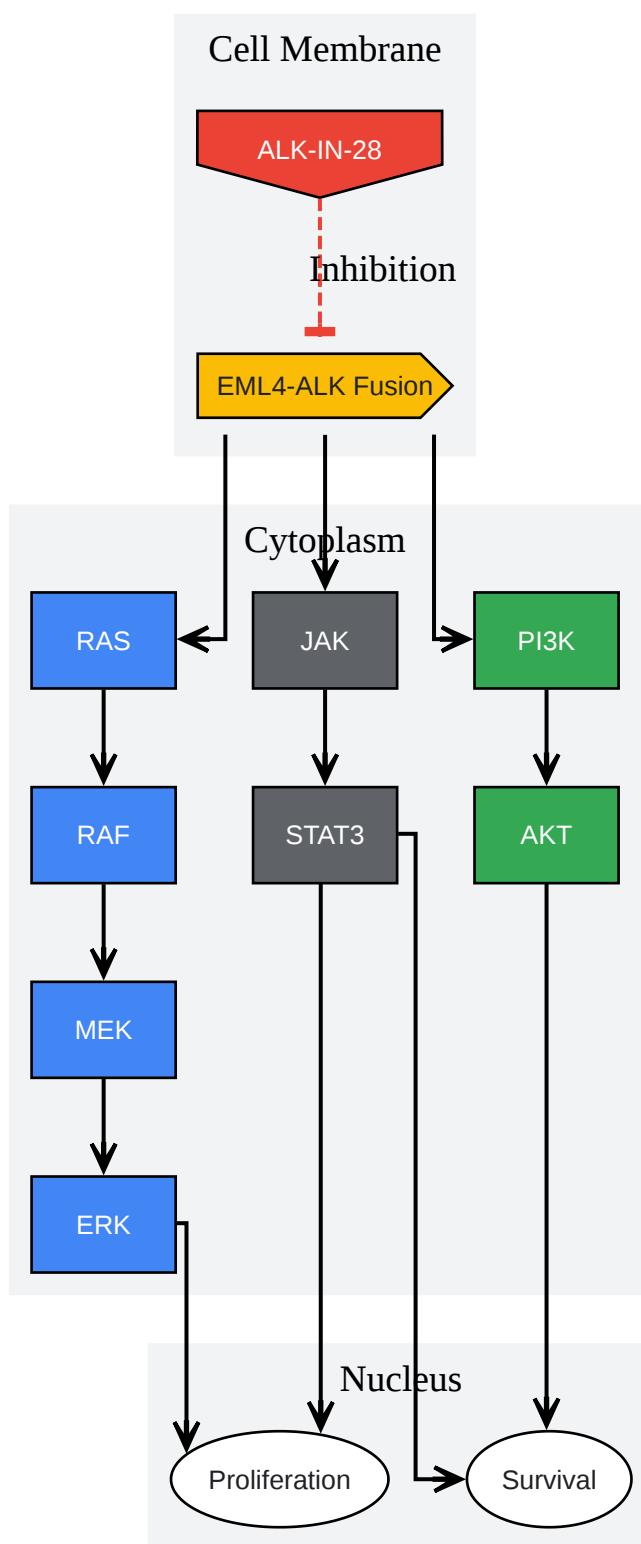 Cell Membrane
ALK-IN-28
Inhibition
EML4-ALK Fusion
Cytoplasm
RAS
JAK
PI3K
RAF
STAT3
AKT
MEK
ERK
Nucleus
Proliferation
Survival